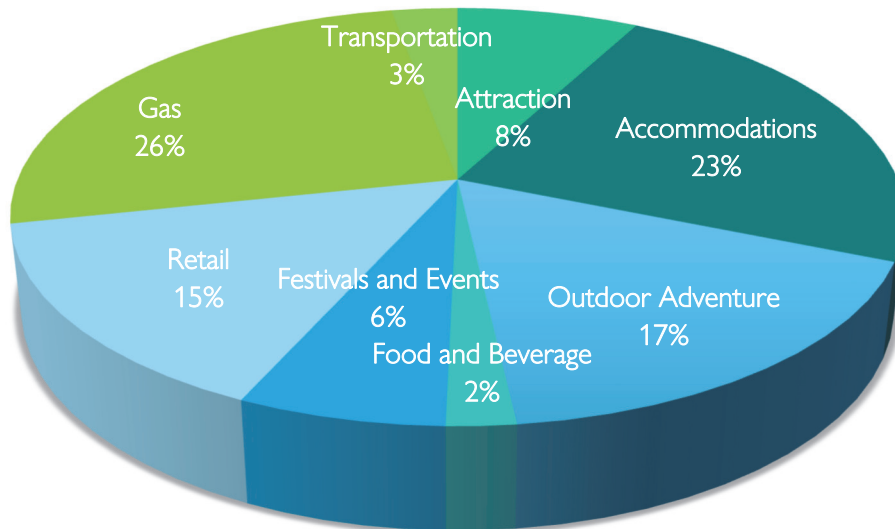 Transportation
3%
Attraction
8%
Gas
26%
Accommodations
23%
Retail
15%
Festivals and Events
6%
Outdoor Adventure
17%
Food and Beverage
2%